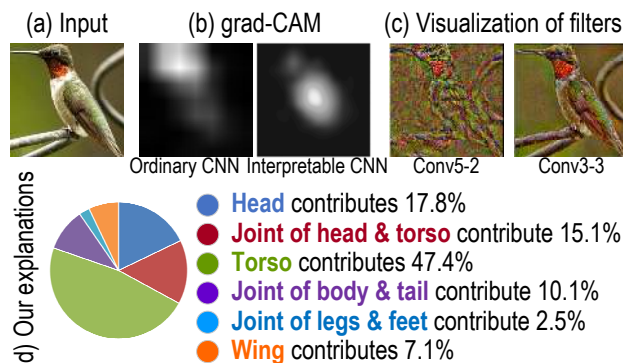 (a) Input
(b) grad-CAM
(c) Visualization of filters
Ordinary CNN
Interpretable CNN
Conv5-2
Conv3-3
d) Our explanations
Head contributes 17.8%
Joint of head & torso contribute 15.1%
Torso contributes 47.4%
Joint of body & tail contribute 10.1%
Joint of legs & feet contribute 2.5%
Wing contributes 7.1%